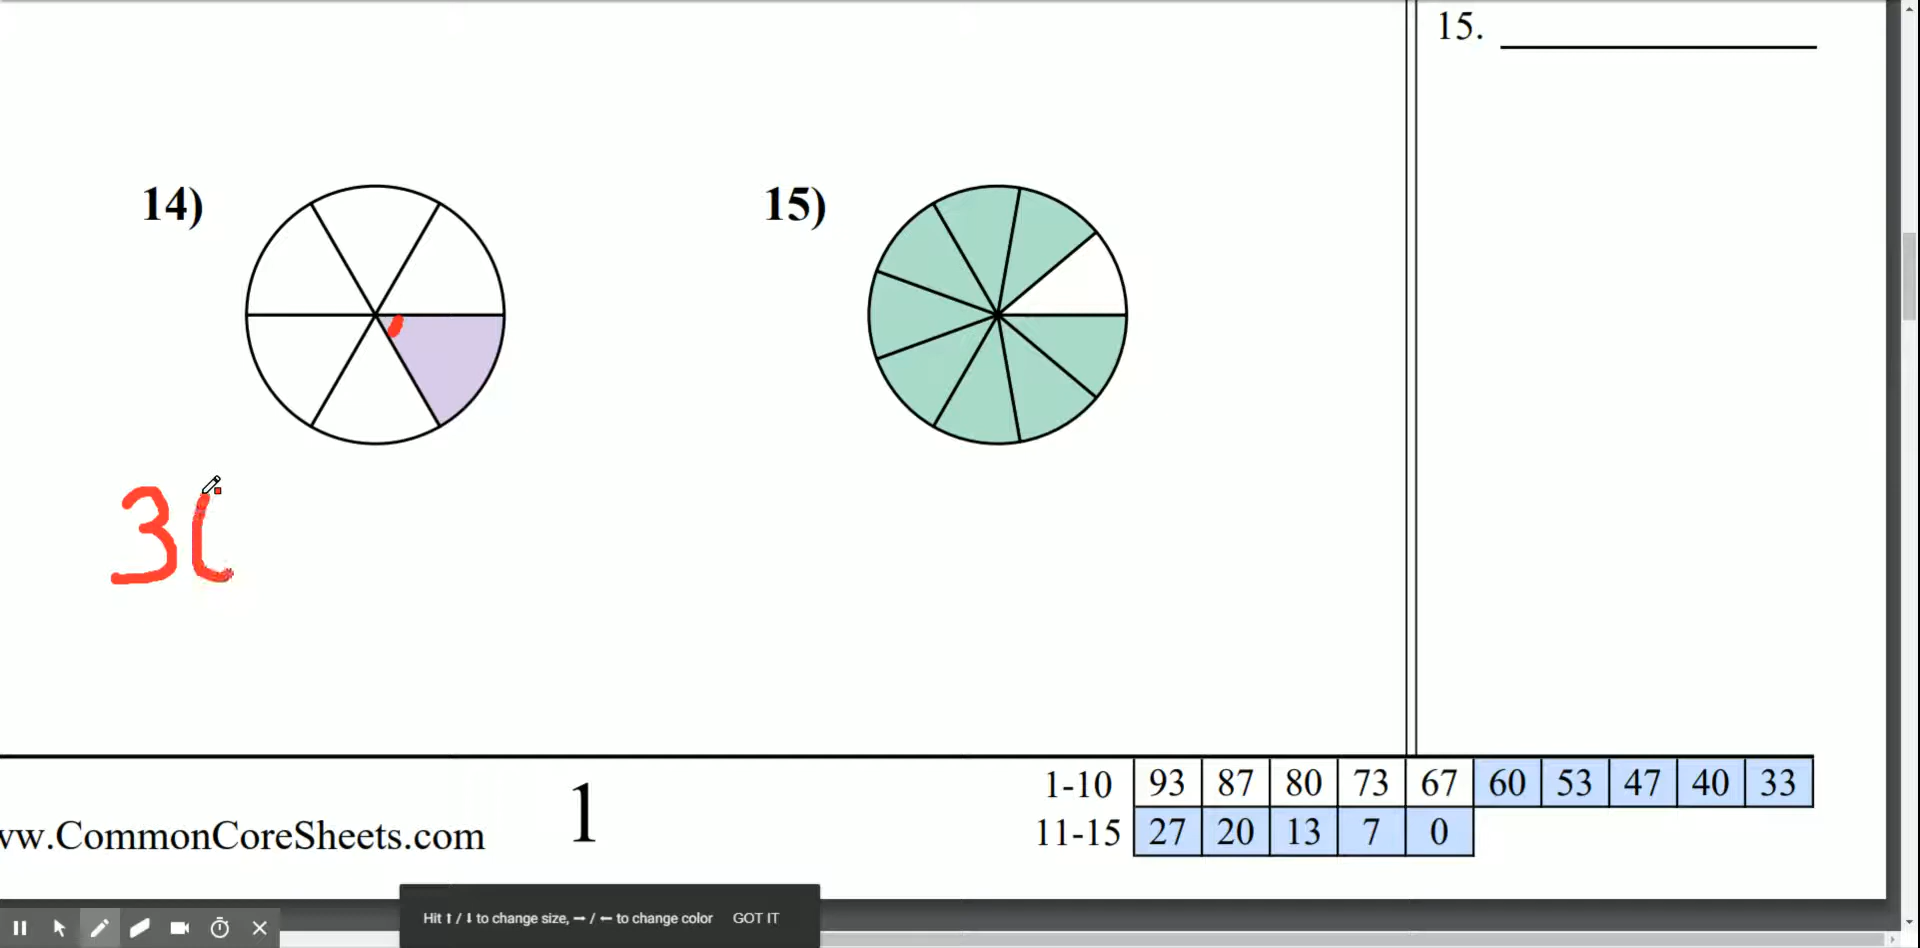 15.
14)
15)
3
1-10 93 87 80 73 67 60 53 47 40 33
11-15 27 20 13 7 0
1
ww.CommonCoreSheets.com
Hit ⬆ / ⬇ to change size, ➡ / ⬅ to change color GOT IT